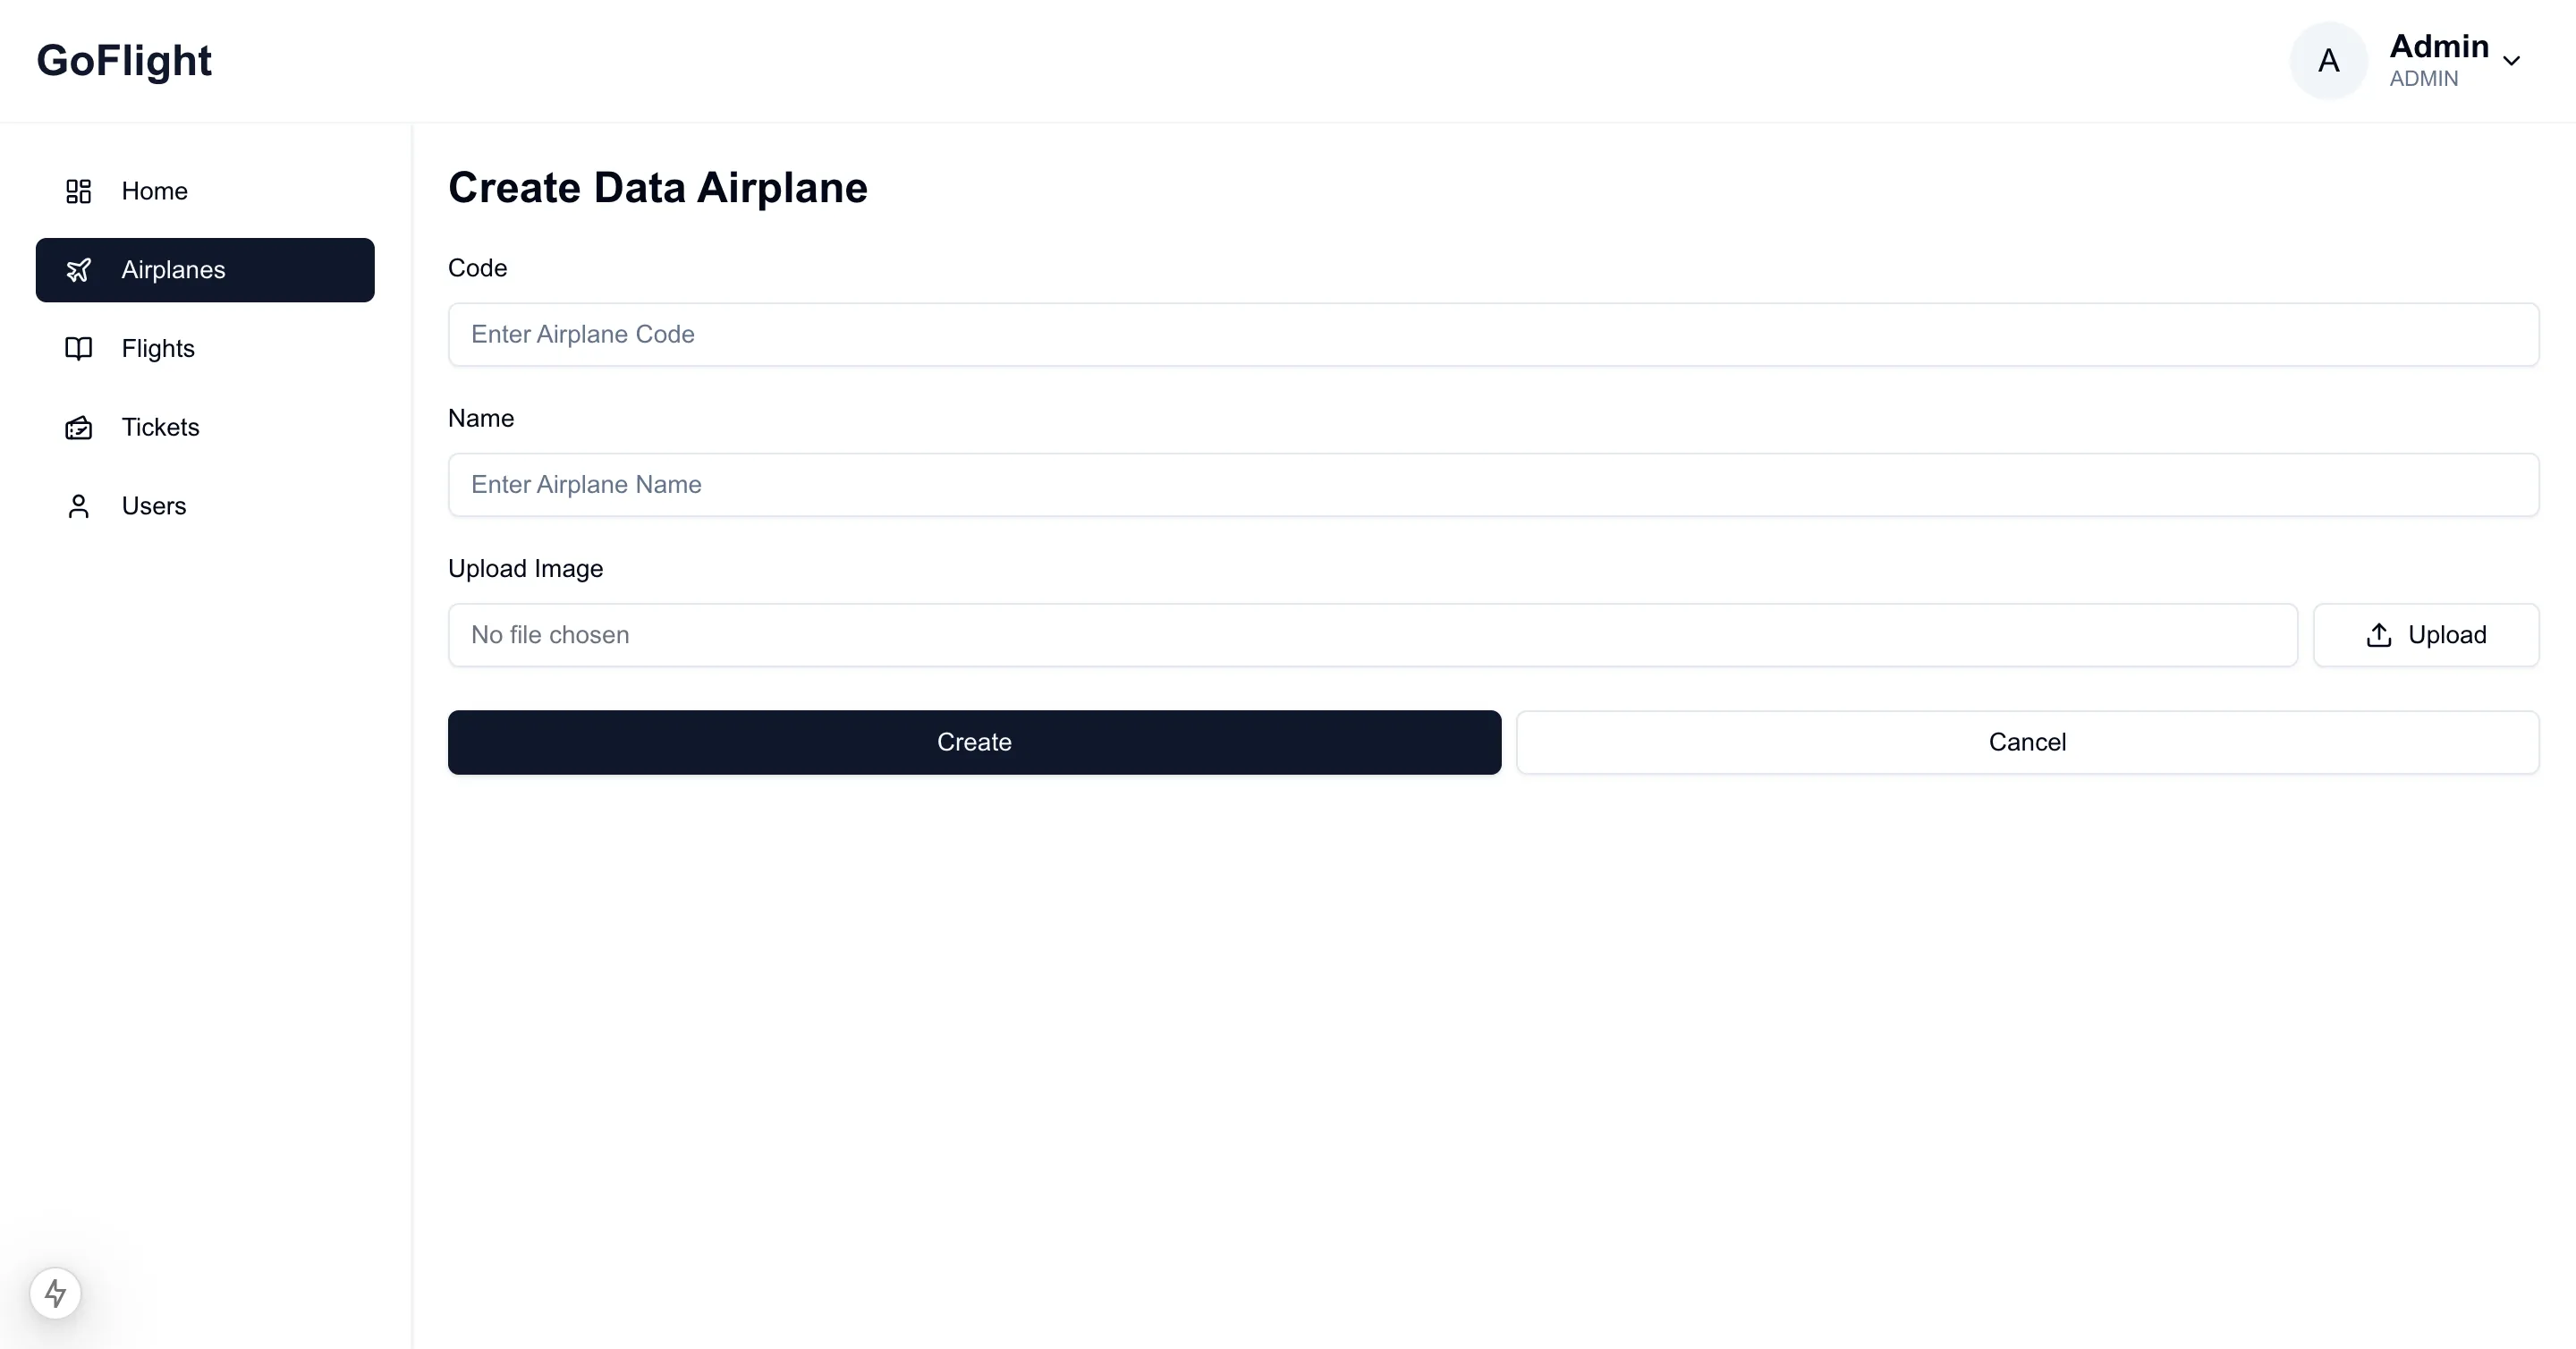 GoFlight
A
Admin
ADMIN
Home
Airplanes
Flights
Tickets
Users
Create Data Airplane
Code
Enter Airplane Code
Name
Enter Airplane Name
Upload Image
No file chosen
Upload
Create
Cancel